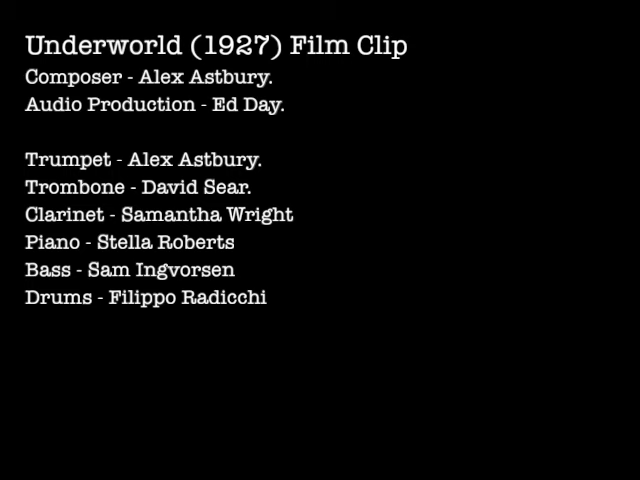 Underworld (1927) Film Clip
Composer - Alex Astbury.
Audio Production - Ed Day.
Trumpet - Alex Astbury.
Trombone - David Sear.
Clarinet - Samantha Wright
Piano - Stella Roberts
Bass - Sam Ingvorsen
Drums - Filippo Radicchi